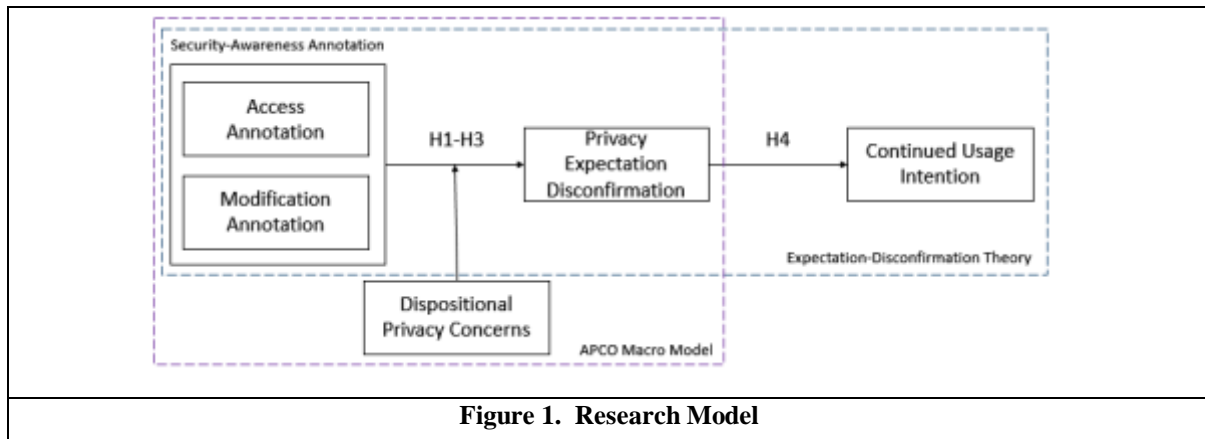 Security-Awareness Annotation
Access
Annotation
Modification
Annotation
H1-H3
Privacy
Expectation
Disconfirmation
H4
Continued Usage
Intention
Expectation-Disconfirmation Theory
Dispositional
Privacy Concerns
APCO Macro Model
Figure 1. Research Model